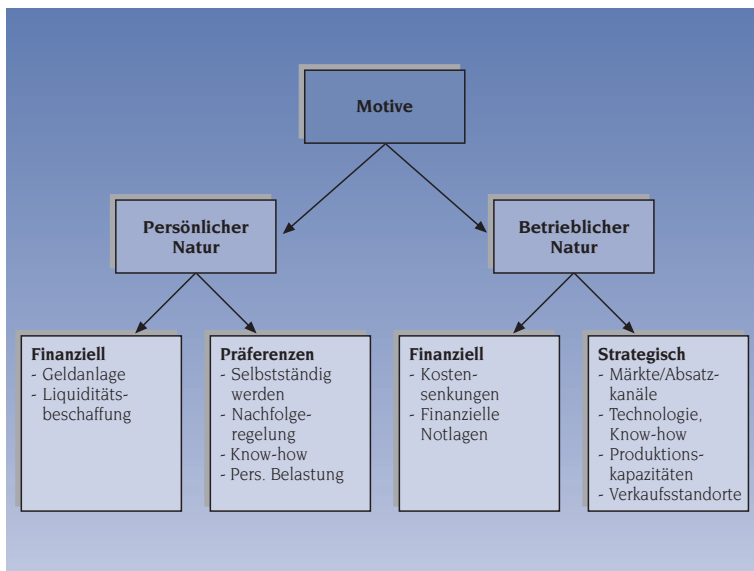 Motive
Persönlicher
Natur
Betrieblicher
Natur
Finanziell
- Geldanlage
- Liquiditäts-
beschaffung
Präferenzen
- Selbstständig
werden
- Nachfolge-
regelung
- Know-how
- Pers. Belastung
Finanziell
- Kosten-
senkungen
- Finanzielle
Notlagen
Strategisch
- Märkte/Absatz-
kanäle
- Technologie,
Know-how
- Produktions-
kapazitäten
- Verkaufsstandorte